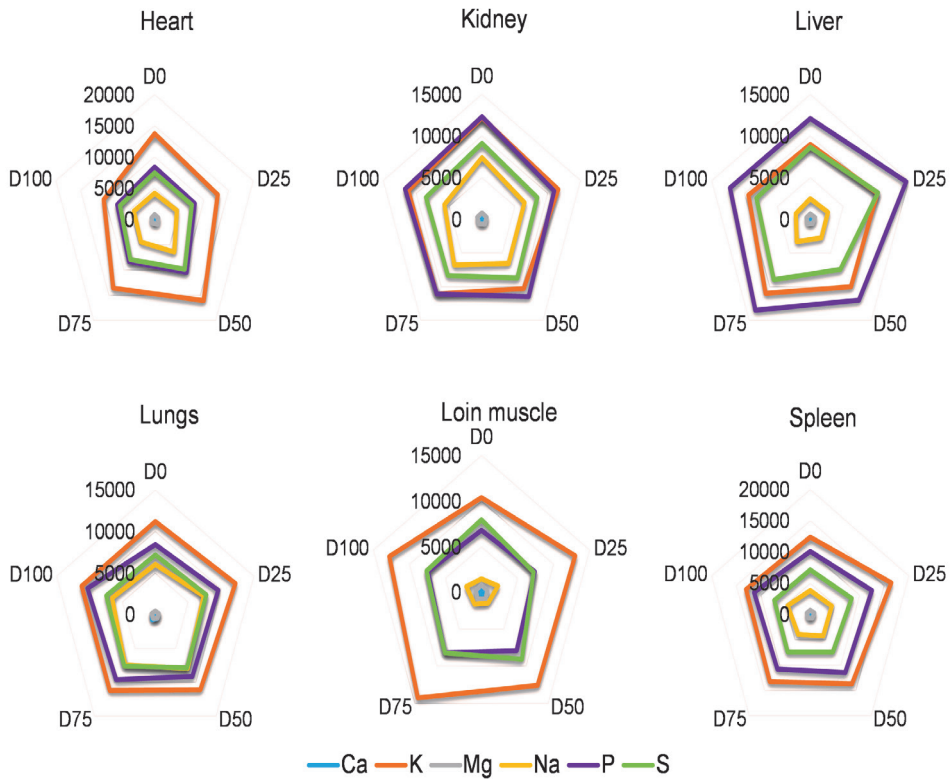 Heart
D0
20000
15000
10000
5000
0
D100
D25
D75
D50
Kidney
D0
15000
10000
5000
0
D100
D25
D75
D50
Liver
D0
15000
10000
5000
0
D100
D25
D75
D50
Lungs
D0
15000
10000
5000
0
D100
D25
D75
D50
Loin muscle
D0
15000
10000
5000
0
D100
D25
D75
D50
Spleen
D0
20000
15000
10000
5000
0
D100
D25
D75
D50
Ca K Mg Na P S